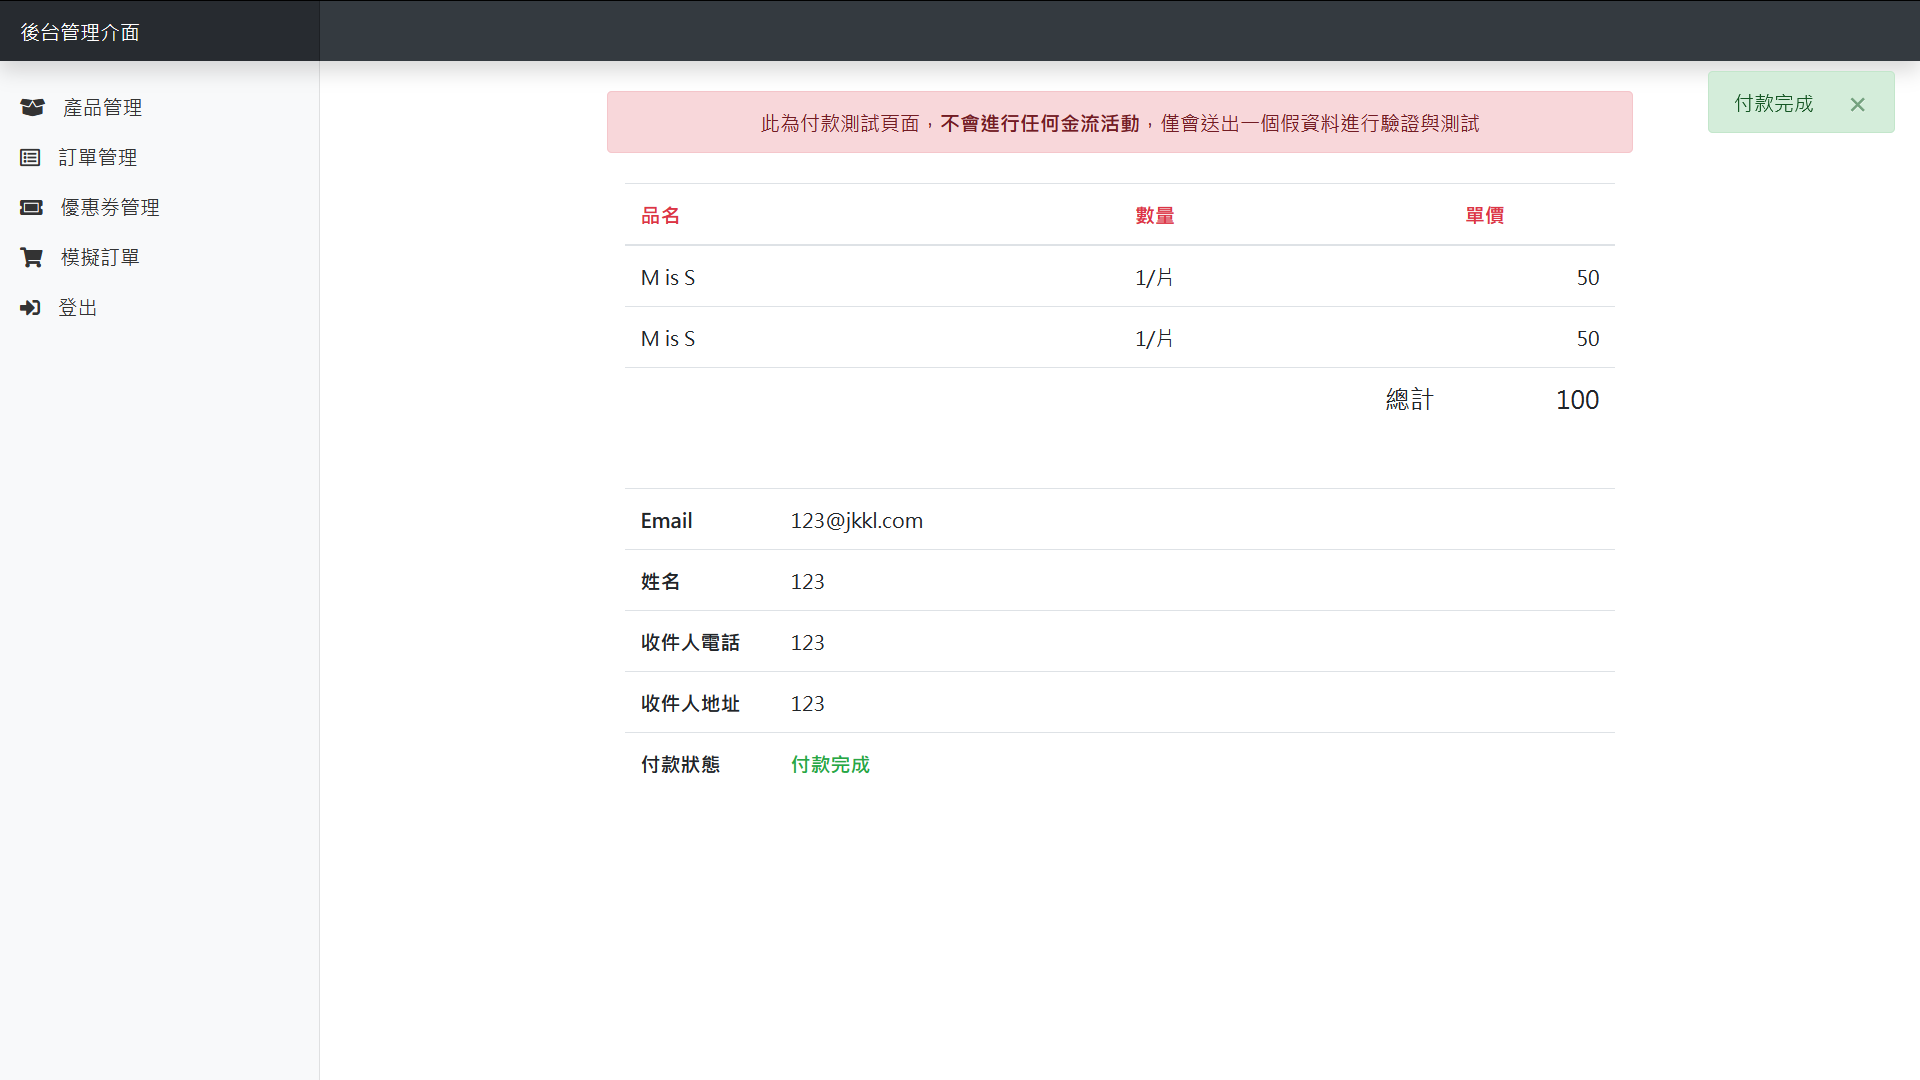 後台管理介面
產品管理
訂單管理
優惠券管理
模擬訂單
登出
付款完成 ×
此為付款測試頁面，不會進行任何金流活動，僅會送出一個假資料進行驗證與測試
品名 數量 單價
M is S 1/片 50
M is S 1/片 50
總計 100
Email 123@jkkl.com
姓名 123
收件人電話 123
收件人地址 123
付款狀態 付款完成